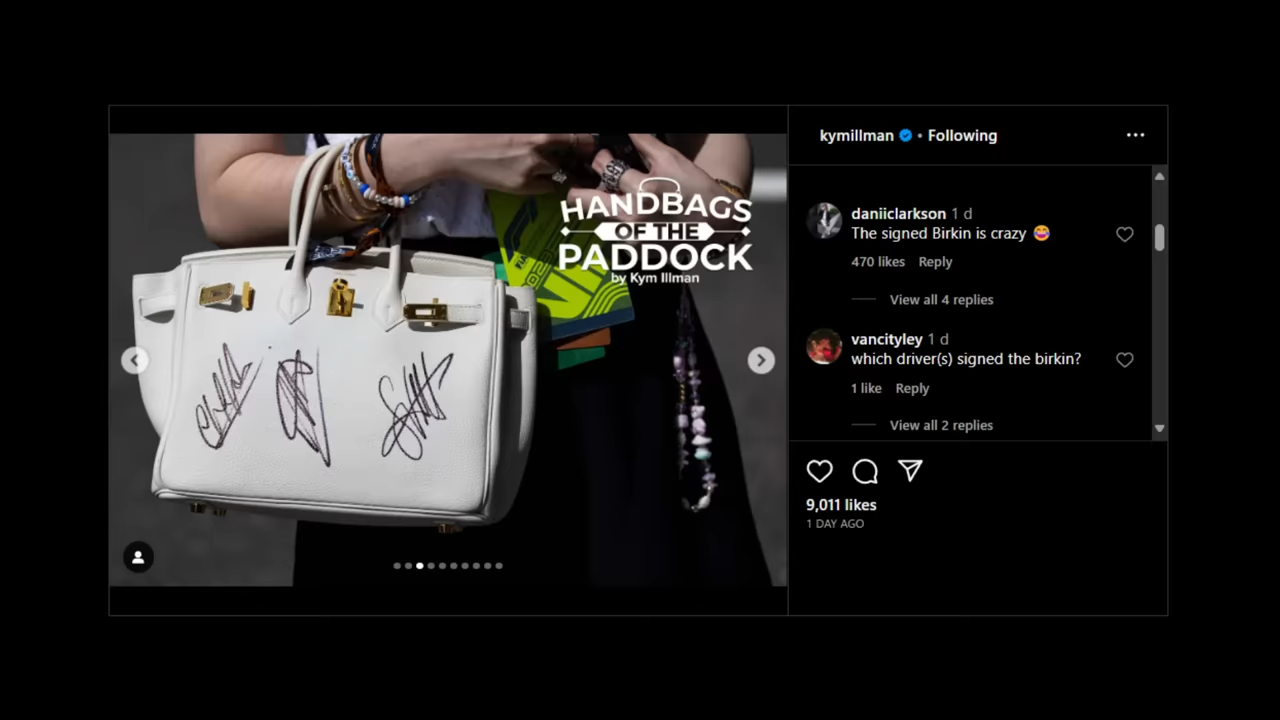 HANDBAGS
OF THE
PADDOCK
by Kym Illman
kymillman • Following
daniiclarkson 1 d
The signed Birkin is crazy 😂
470 likes Reply
View all 4 replies
vancityley 1 d
which driver(s) signed the birkin?
1 like Reply
View all 2 replies
9,011 likes
1 DAY AGO